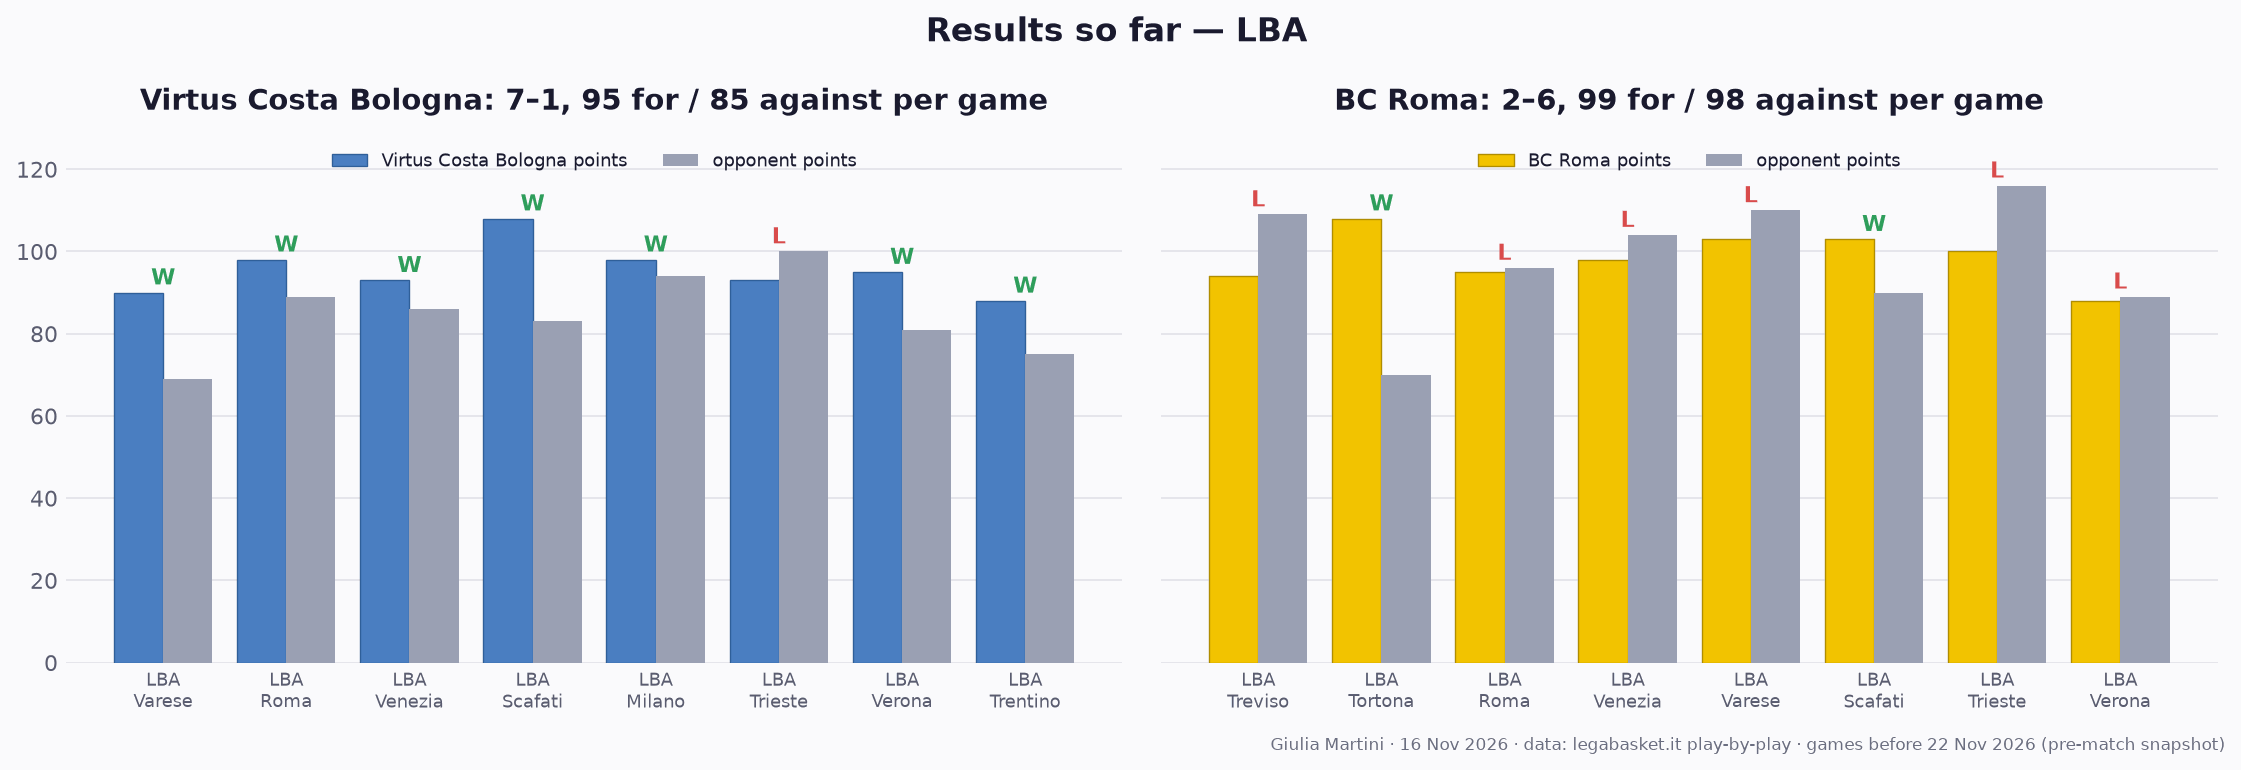 Results so far — LBA
Virtus Costa Bologna: 7–1, 95 for / 85 against per game
Virtus Costa Bologna points
opponent points
120
100
80
60
40
20
0
W
W
W
W
W
L
W
W
LBA
Varese
LBA
Roma
LBA
Venezia
LBA
Scafati
LBA
Milano
LBA
Trieste
LBA
Verona
LBA
Trentino
BC Roma: 2–6, 99 for / 98 against per game
BC Roma points
opponent points
L
W
L
L
L
W
L
L
LBA
Treviso
LBA
Tortona
LBA
Roma
LBA
Venezia
LBA
Varese
LBA
Scafati
LBA
Trieste
LBA
Verona
Giulia Martini · 16 Nov 2026 · data: legabasket.it play-by-play · games before 22 Nov 2026 (pre-match snapshot)